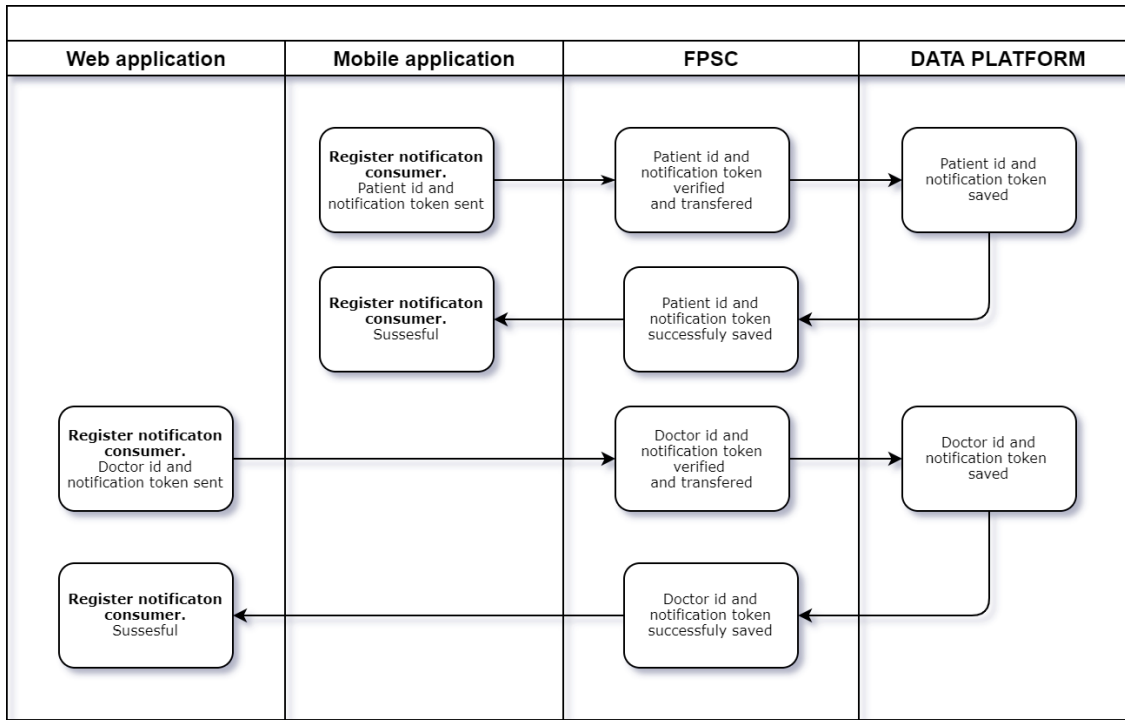 Web application
Mobile application
FPSC
DATA PLATFORM
Register notificaton
consumer.
Patient id and
notification token sent
Patient id and
notification token
verified
and transfered
Patient id and
notification token
saved
Register notificaton
consumer.
Sussesful
Patient id and
notification token
successfuly saved
Register notificaton
consumer.
Doctor id and
notification token sent
Doctor id and
notification token
verified
and transfered
Doctor id and
notification token
saved
Register notificaton
consumer.
Sussesful
Doctor id and
notification token
successfuly saved